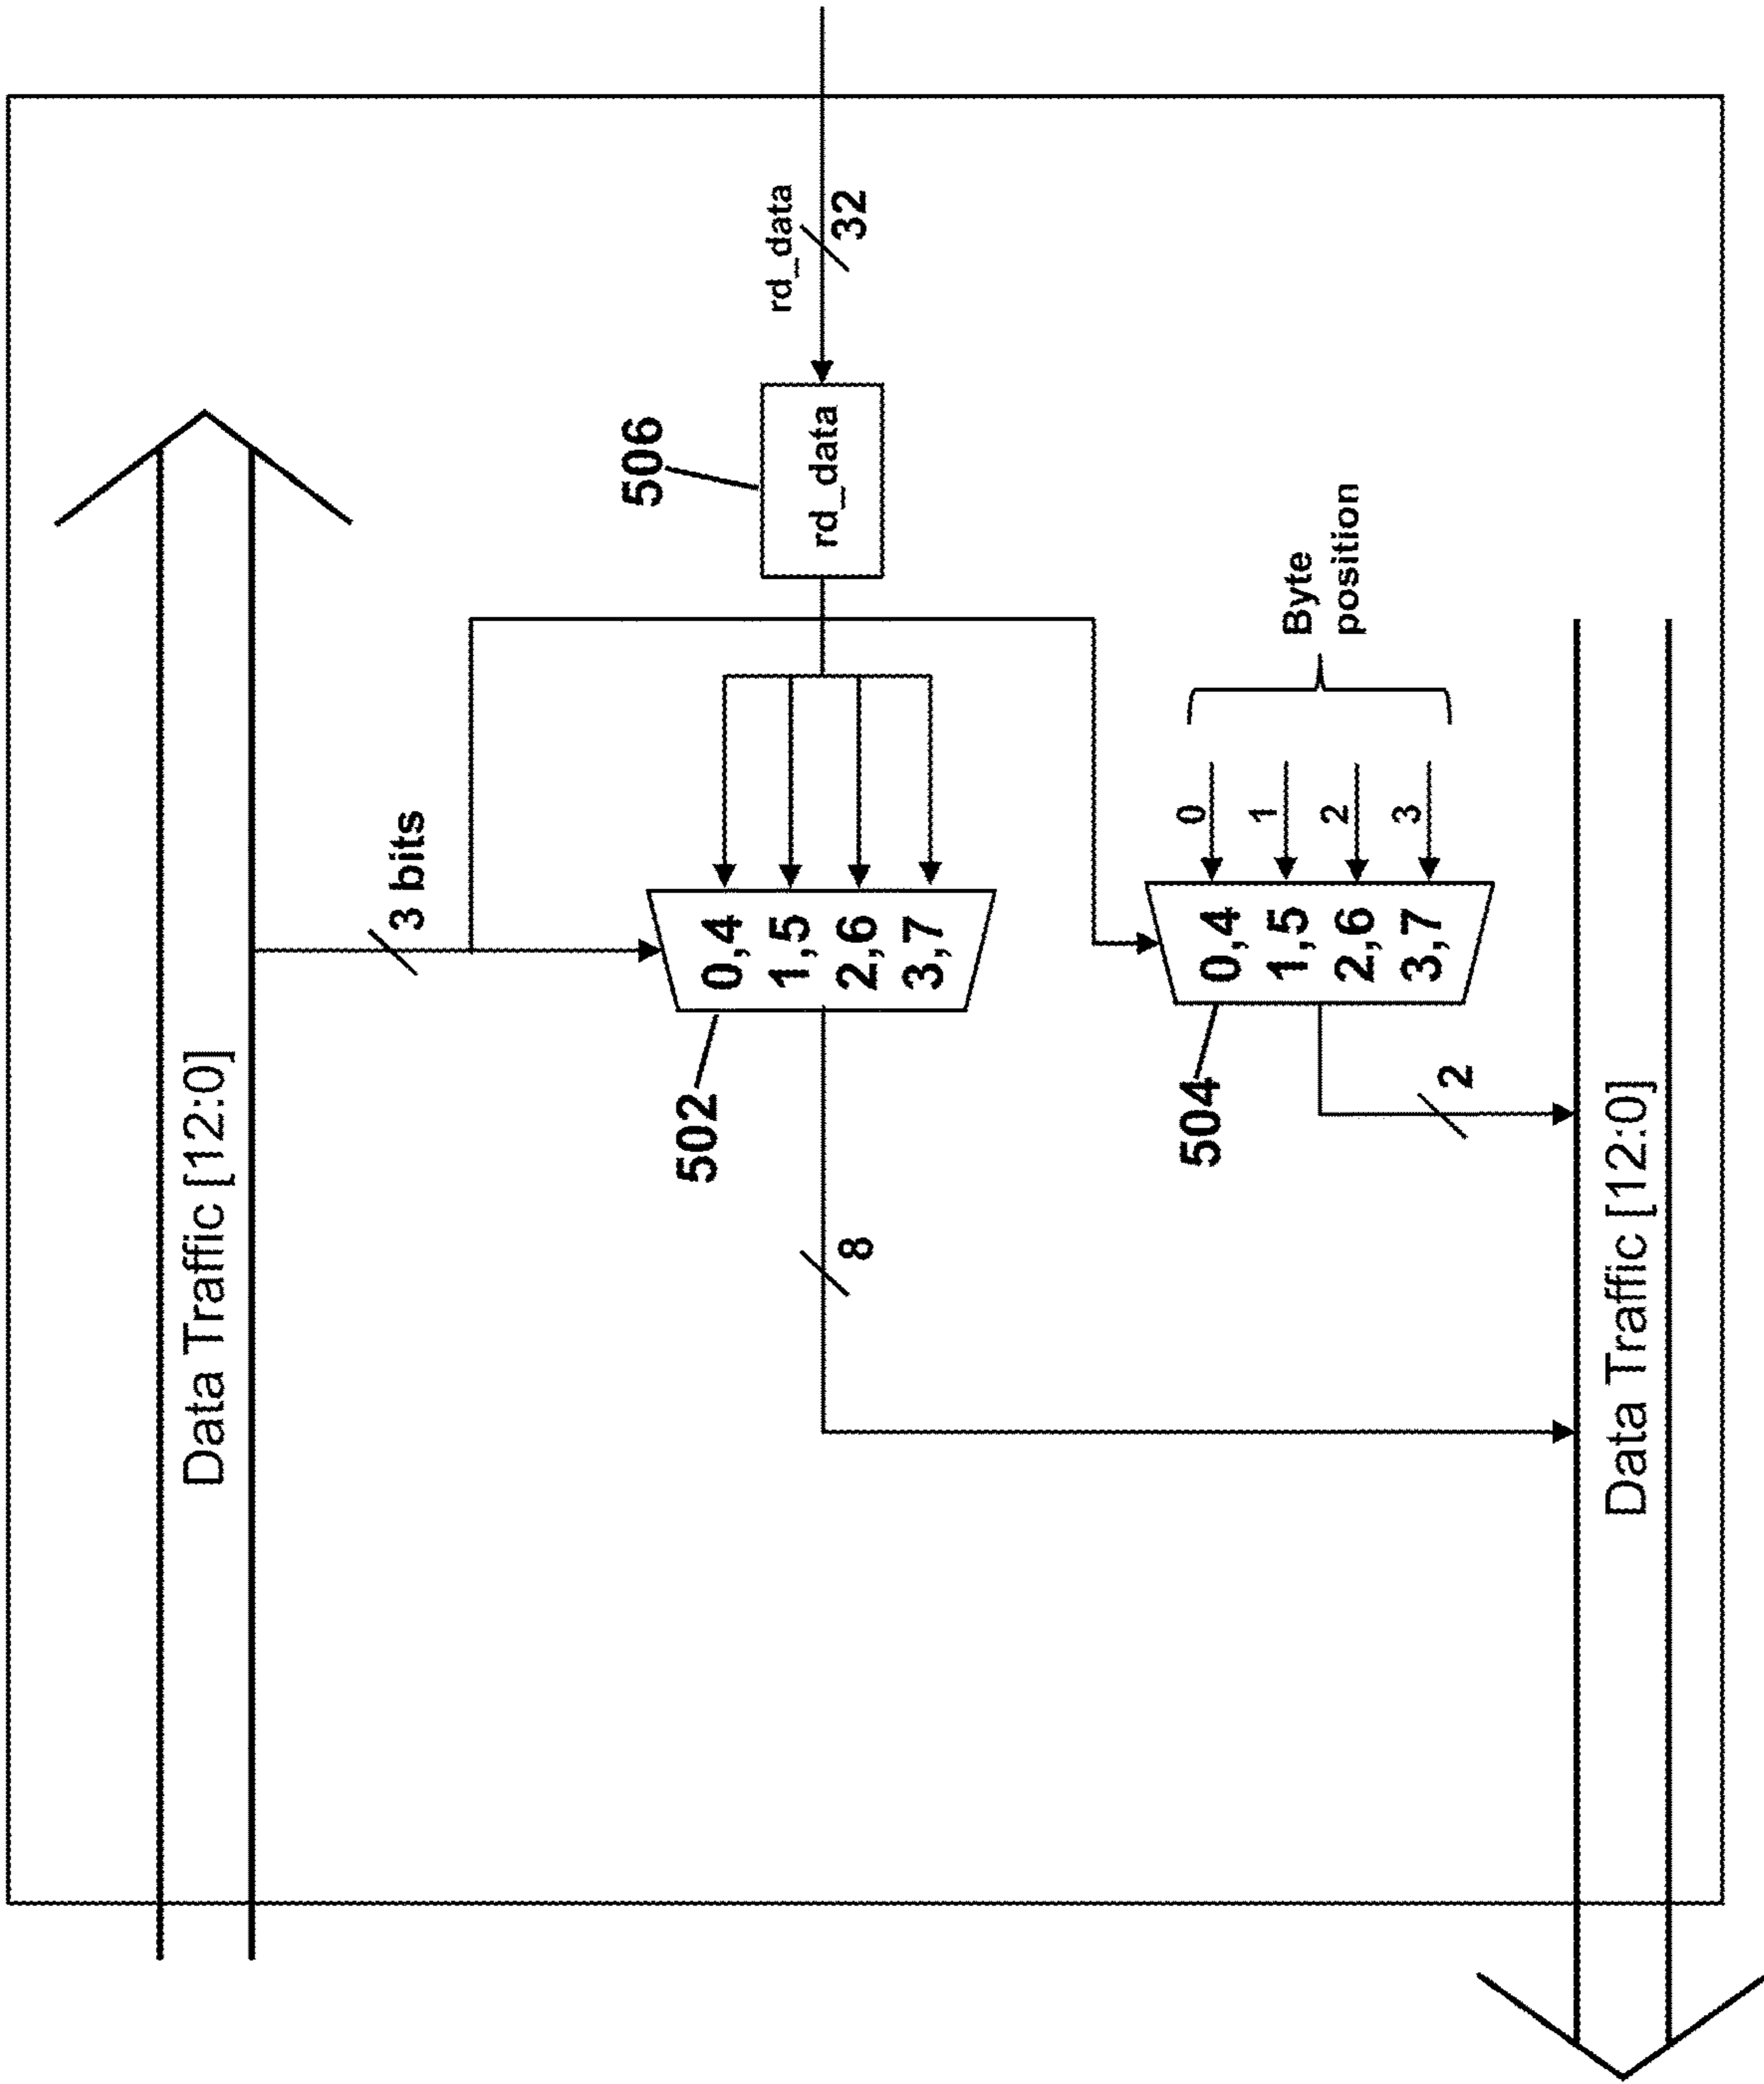 Data Traffic [12:0]
3 bits
506
rd_data
rd_data
32
502
0,4
1,5
2,6
3,7
8
Byte
position
0
1
2
3
504
0,4
1,5
2,6
3,7
2
Data Traffic [12:0]